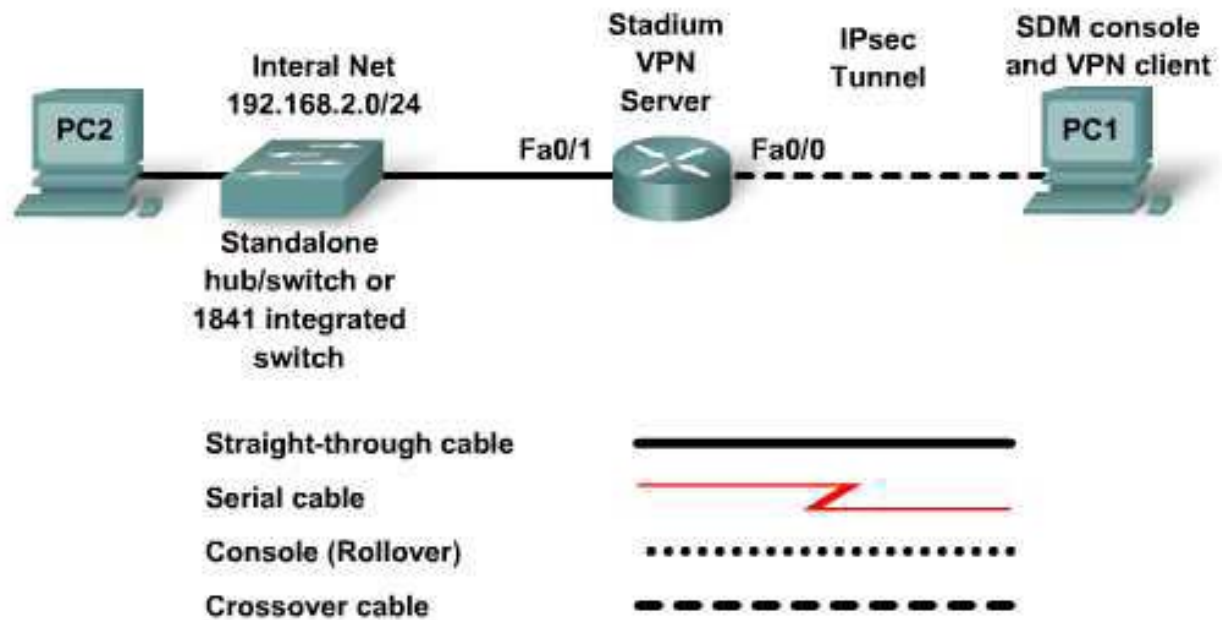 PC2
Interal Net
192.168.2.0/24
Standalone
hub/switch or
1841 integrated
switch
Fa0/1
Stadium
VPN
Server
Fa0/0
IPsec
Tunnel
SDM console
and VPN client
PC1
Straight-through cable
Serial cable
Console (Rollover)
Crossover cable